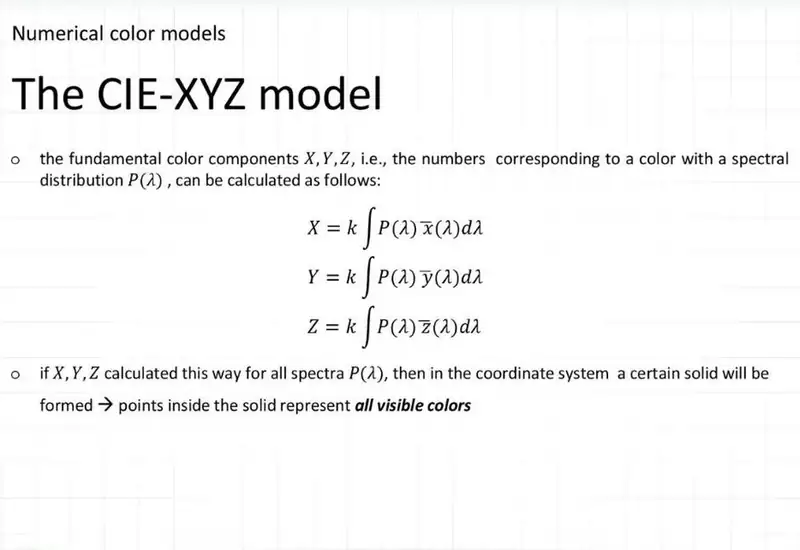 Numerical color models
The CIE-XYZ model
o the fundamental color components X,Y,Z, i.e., the numbers corresponding to a color with a spectral
distribution P(λ) , can be calculated as follows:
X = k ∫ P(λ) x̅(λ)dλ
Y = k ∫ P(λ) y̅(λ)dλ
Z = k ∫ P(λ) z̅(λ)dλ
o if X,Y,Z calculated this way for all spectra P(λ), then in the coordinate system a certain solid will be
formed → points inside the solid represent all visible colors